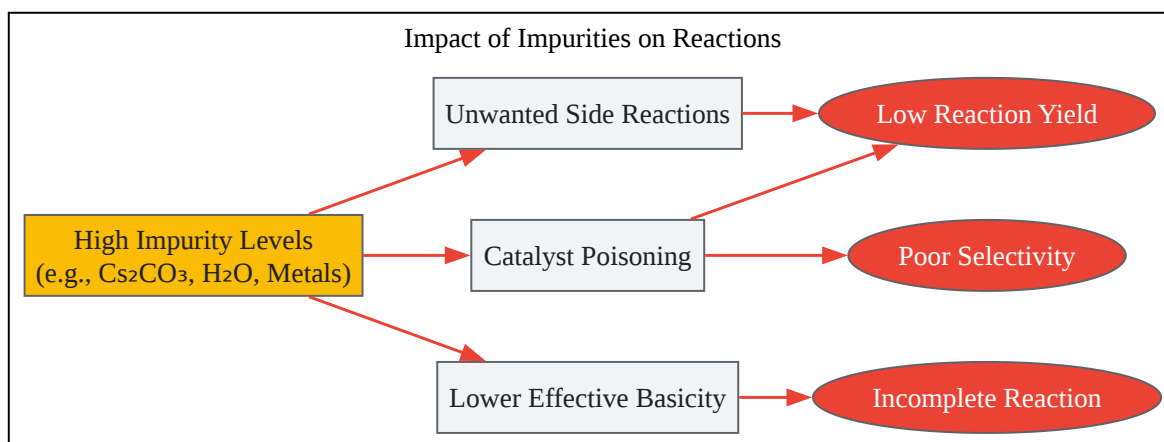 Impact of Impurities on Reactions
Unwanted Side Reactions
Low Reaction Yield
High Impurity Levels
(e.g., Cs₂CO₃, H₂O, Metals)
Catalyst Poisoning
Poor Selectivity
Lower Effective Basicity
Incomplete Reaction